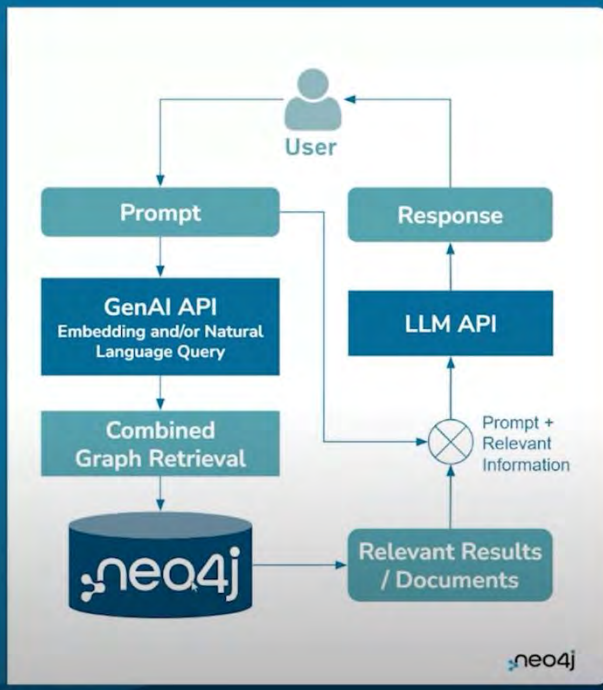 User
Prompt
Response
GenAI API
Embedding and/or Natural
Language Query
LLM API
Combined
Graph Retrieval
Prompt +
Relevant
Information
neo4j
Relevant Results
/ Documents
neo4j